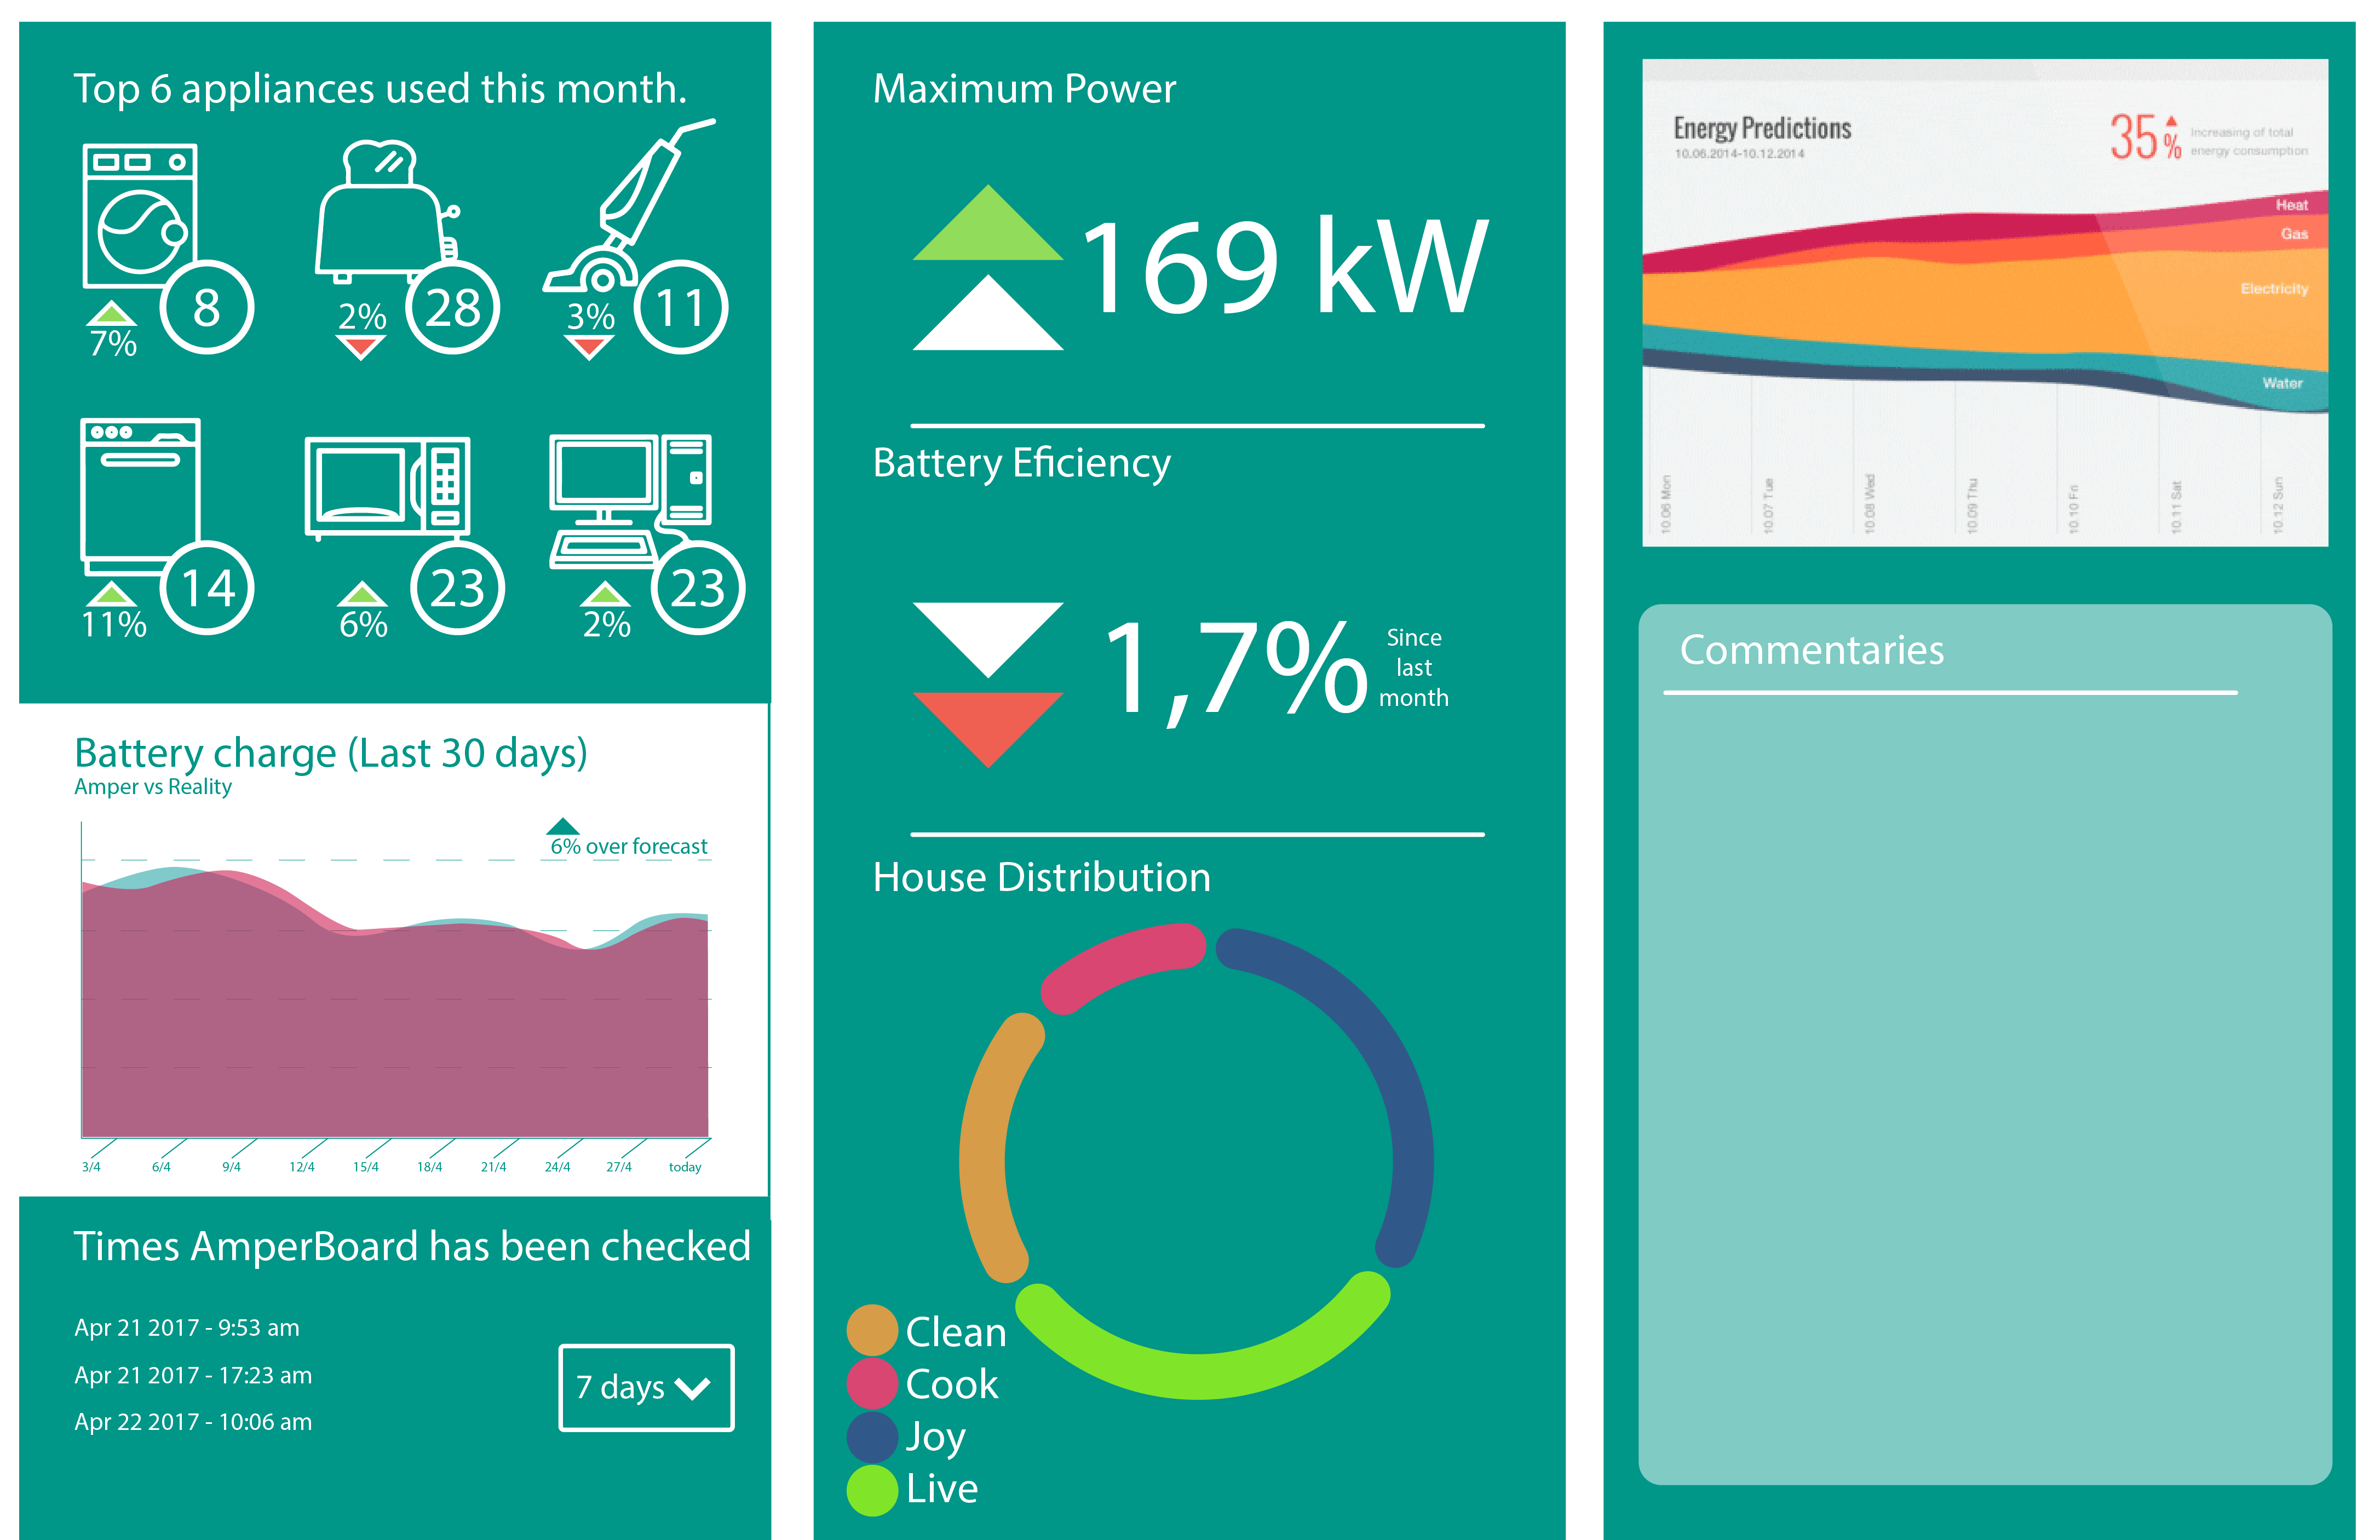 Top 6 appliances used this month.
8
7%
28
2%
11
3%
14
11%
23
6%
23
2%
Battery charge (Last 30 days)
Amper vs Reality
6% over forecast
3/4 6/4 9/4 12/4 15/4 18/4 21/4 24/4 27/4 today
Times AmperBoard has been checked
Apr 21 2017 - 9:53 am
Apr 21 2017 - 17:23 am
Apr 22 2017 - 10:06 am
7 days
Maximum Power
169 kW
Battery Eficiency
1,7%
Since
last
month
House Distribution
Clean
Cook
Joy
Live
Energy Predictions
10.06.2014-10.12.2014
35%
Increasing of total
energy consumption
Heat
Gas
Electricity
Water
10.06 Mon
10.07 Tue
10.08 Wed
10.09 Thu
10.10 Fri
10.11 Sat
10.12 Sun
Commentaries